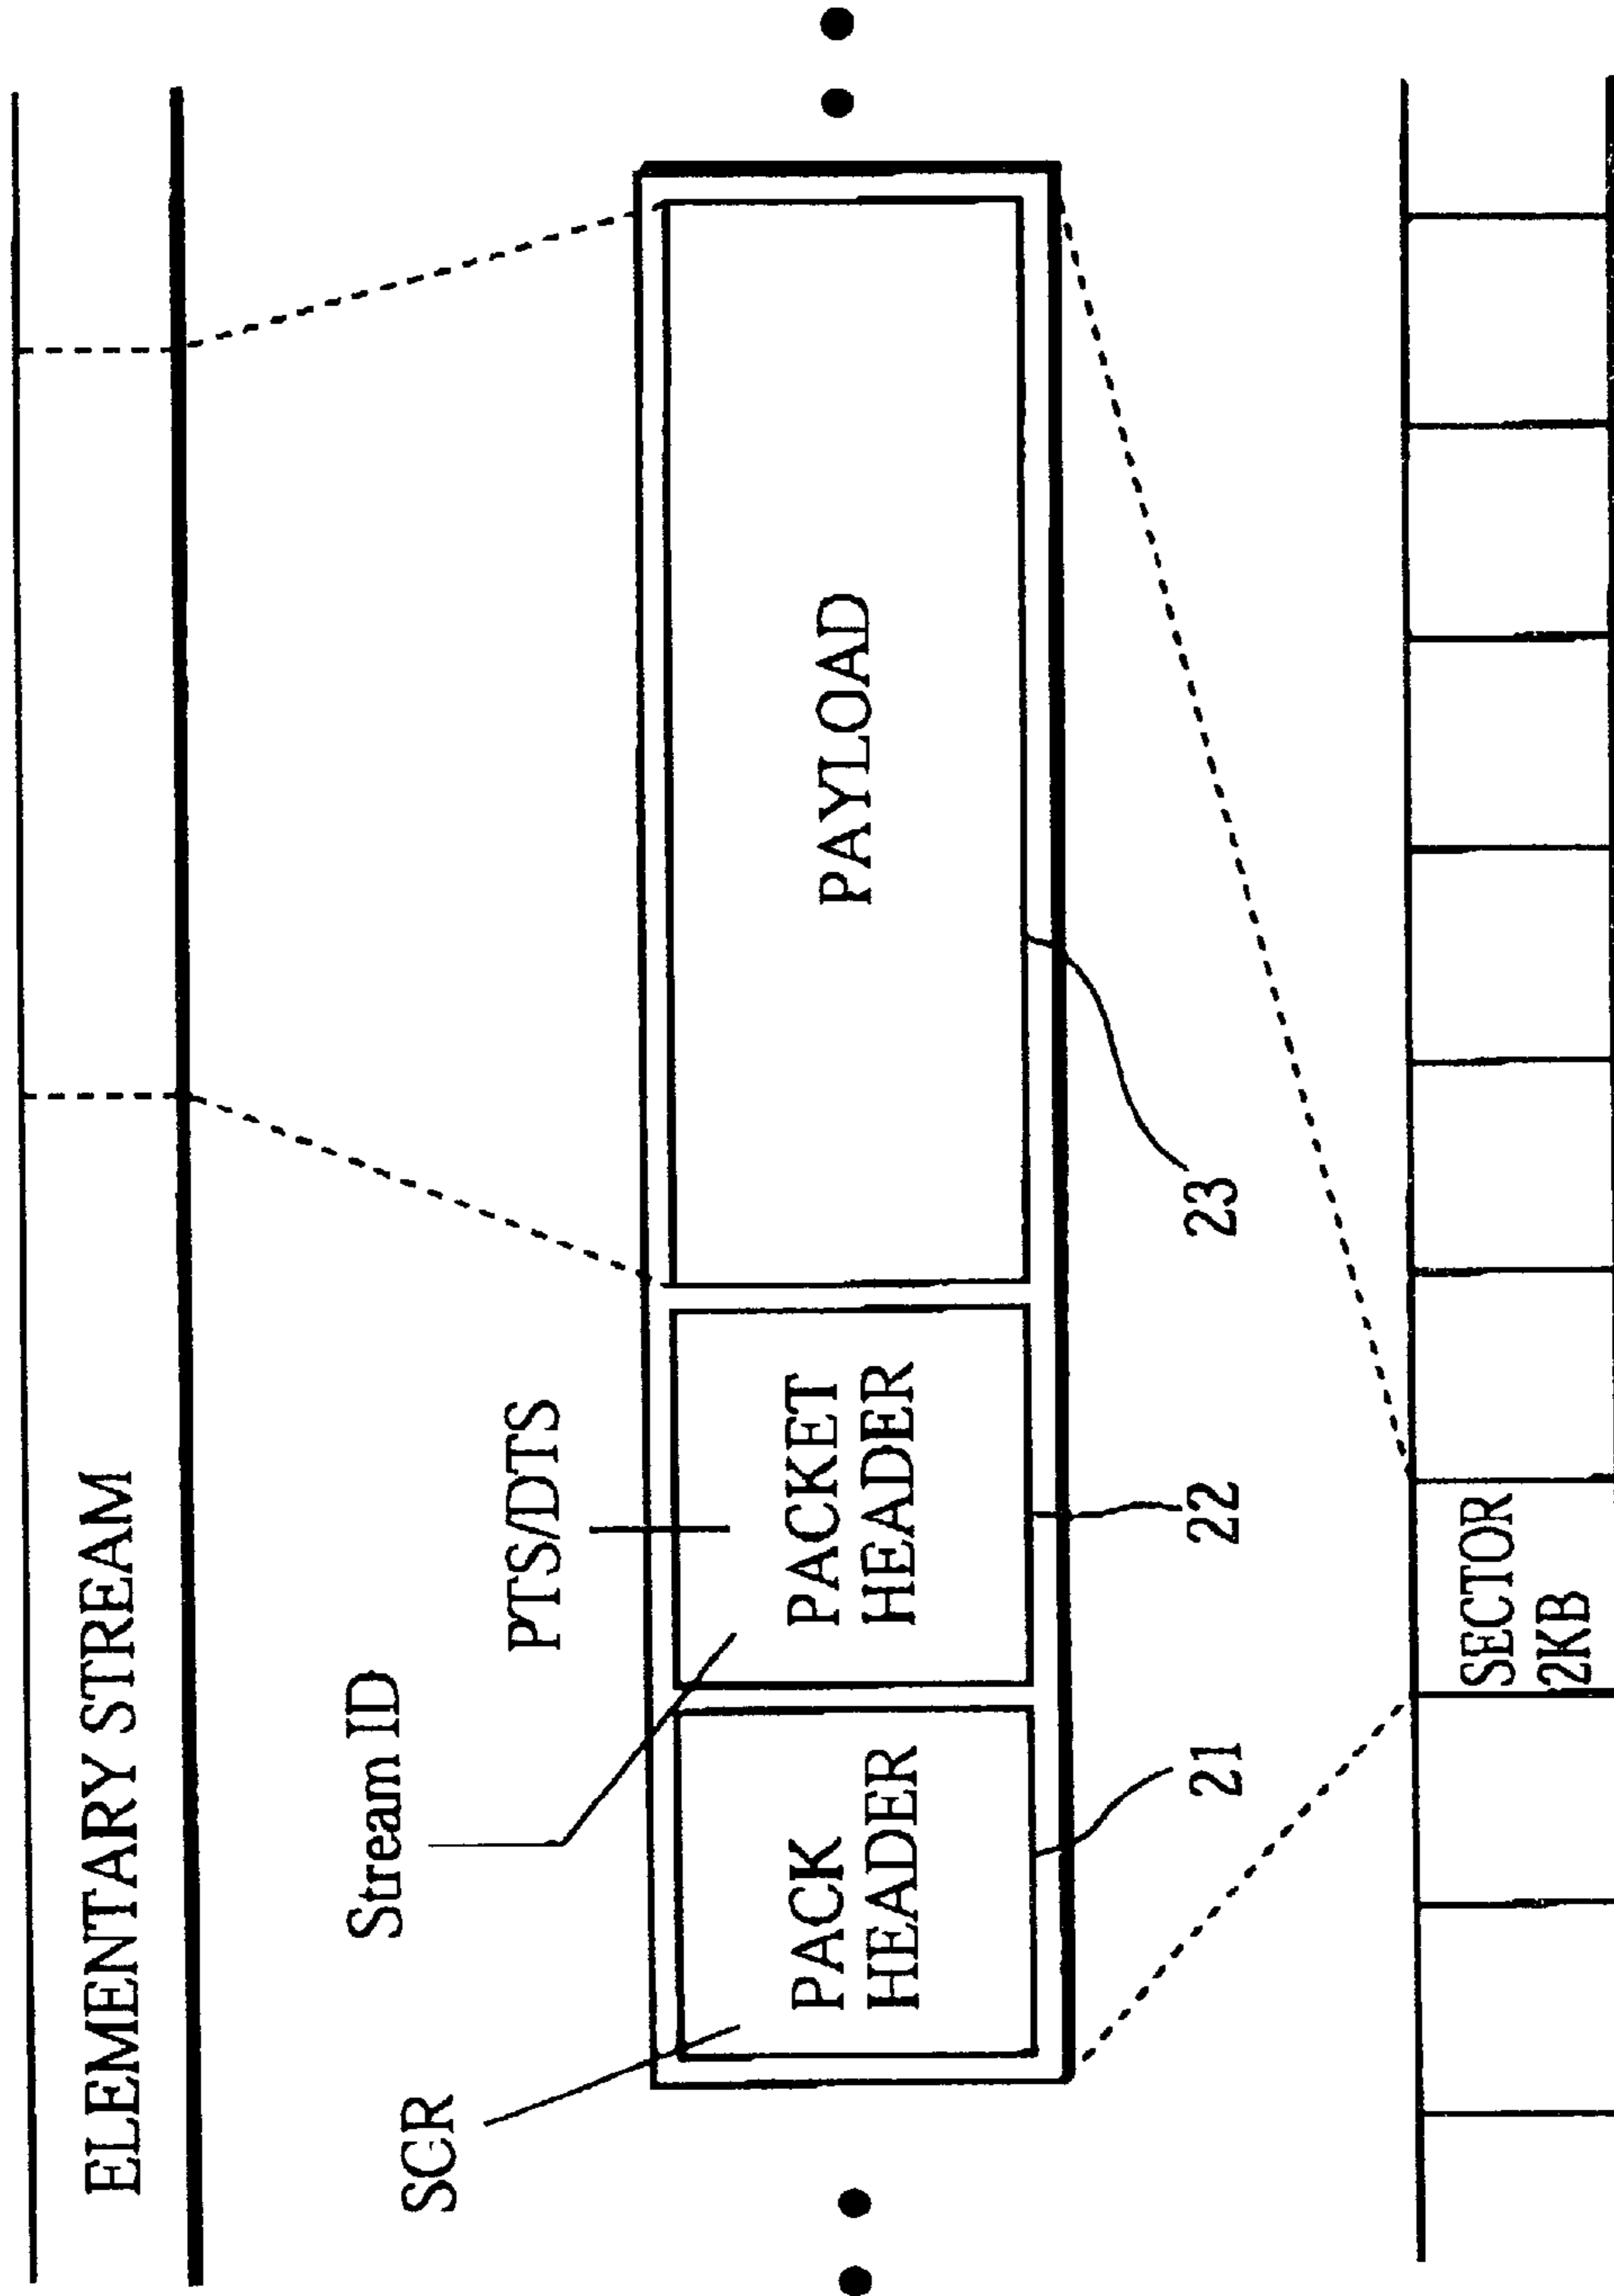 ELEMENTARY STREAM
Stream ID
SCR
PTS/DTS
PACK
HEADER
PACKET
HEADER
PAYLOAD
21
22
23
SECTOR
2KB